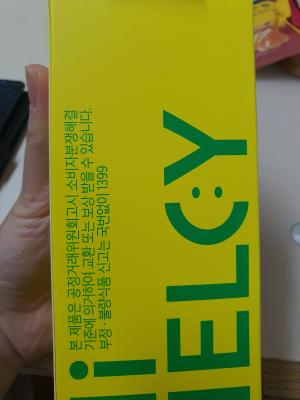 본 제품은 공정거래위원회고시 소비자분쟁해결
기준에 의거하여 교환 또는 보상 받을 수 있습니다.
부정·불량식품 신고는 국번없이 1399
i
IELC:Y